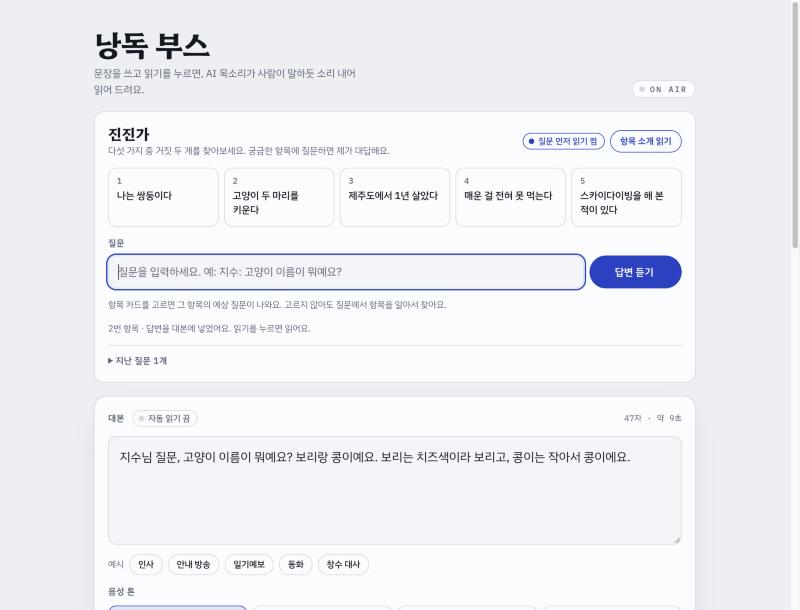 낭독 부스
문장을 쓰고 읽기를 누르면, AI 목소리가 사람이 말하듯 소리 내어
읽어 드려요.
ON AIR
진진가
다섯 가지 중 거짓 두 개를 찾아보세요. 궁금한 항목에 질문하면 제가 대답해요.
질문 먼저 읽기 켬
항목 소개 읽기
1
나는 쌍둥이다
2
고양이 두 마리를
키운다
3
제주도에서 1년 살았다
4
매운 걸 전혀 못 먹는다
5
스카이다이빙을 해 본
적이 있다
질문
질문을 입력하세요. 예: 지수: 고양이 이름이 뭐예요?
답변 듣기
항목 카드를 고르면 그 항목의 예상 질문이 나와요. 고르지 않아도 질문에서 항목을 알아서 찾아요.
2번 항목 · 답변을 대본에 넣었어요. 읽기를 누르면 읽어요.
▶ 지난 질문 1개
대본
자동 읽기 끔
47자 · 약 9초
지수님 질문, 고양이 이름이 뭐예요? 보리랑 콩이예요. 보리는 치즈색이라 보리고, 콩이는 작아서 콩이에요.
예시
인사
안내 방송
일기예보
동화
창수 대사
음성 톤